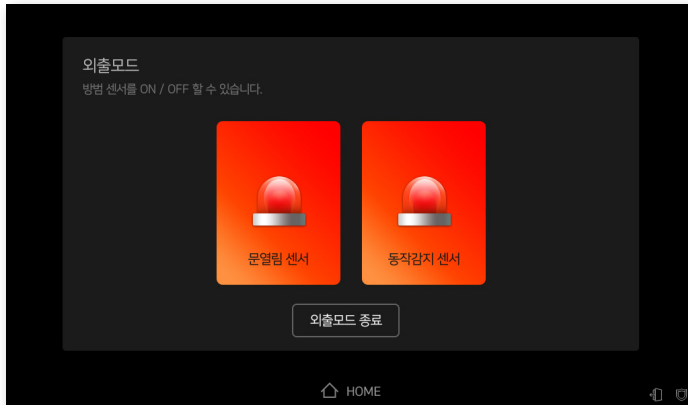 외출모드
방범 센서를 ON / OFF 할 수 있습니다.
문열림 센서
동작감지 센서
외출모드 종료
HOME